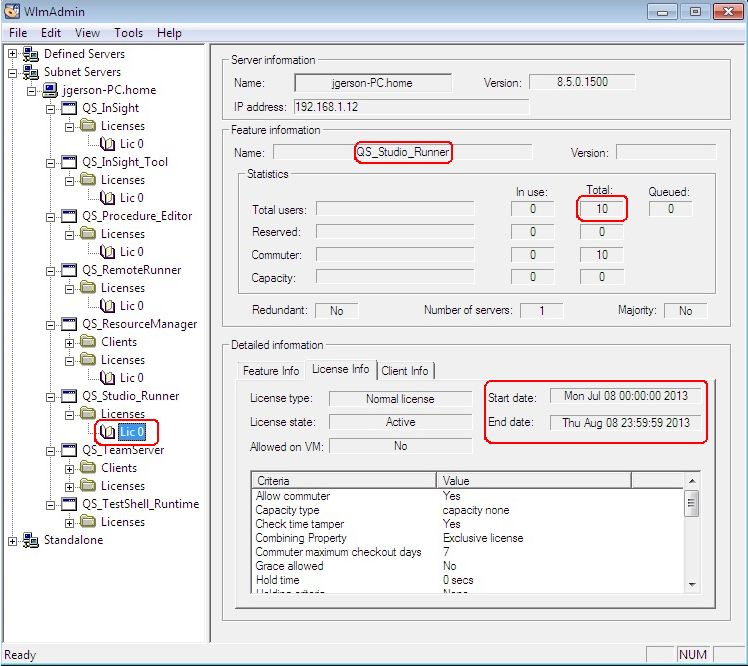 WlmAdmin
File Edit View Tools Help
Defined Servers
Subnet Servers
jgerson-PC.home
QS_InSight
Licenses
Lic 0
QS_InSight_Tool
Licenses
Lic 0
QS_Procedure_Editor
Licenses
Lic 0
QS_RemoteRunner
Licenses
Lic 0
QS_ResourceManager
Clients
Licenses
Lic 0
QS_Studio_Runner
Licenses
Lic 0
QS_TeamServer
Clients
Licenses
QS_TestShell_Runtime
Licenses
Standalone
Server information
Name: jgerson-PC.home Version: 8.5.0.1500
IP address: 192.168.1.12
Feature information
Name: QS_Studio_Runner Version:
Statistics
In use: Total: Queued:
Total users: 0 10 0
Reserved: 0 0
Commuter: 0 10
Capacity: 0 0
Redundant: No Number of servers: 1 Majority: No
Detailed information
Feature Info License Info Client Info
License type: Normal license Start date: Mon Jul 08 00:00:00 2013
License state: Active End date: Thu Aug 08 23:59:59 2013
Allowed on VM: No
Criteria Value
Allow commuter Yes
Capacity type capacity none
Check time tamper Yes
Combining Property Exclusive license
Commuter maximum checkout days 7
Grace allowed No
Hold time 0 secs
Holding criteria None
Ready NUM